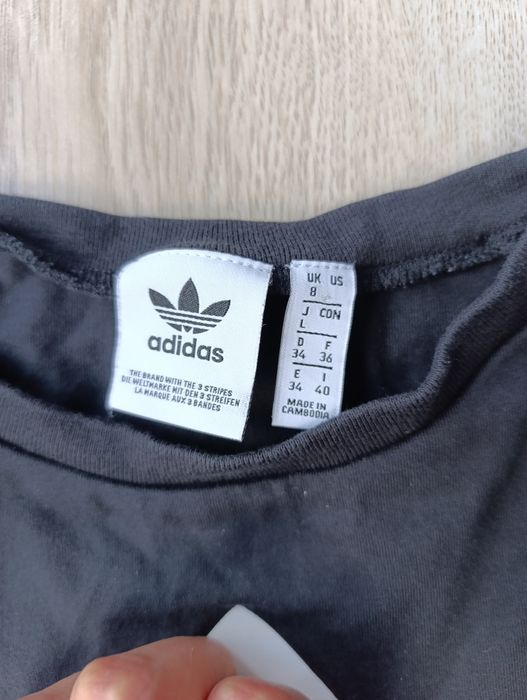 adidas
THE BRAND WITH THE 3 STRIPES
DIE WELTMARKE MIT DEN 3 STREIFEN
LA MARQUE AUX 3 BANDES
UK US
8
J CON
L
D F
34 36
E I
34 40
MADE IN
CAMBODIA